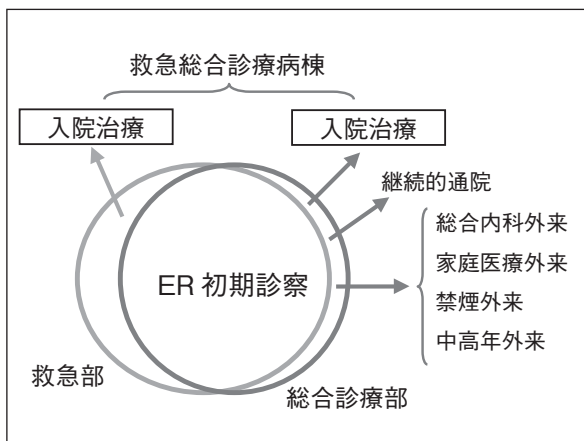 救急総合診療病棟
入院治療
入院治療
継続的通院
総合内科外来
家庭医療外来
禁煙外来
中高年外来
ER 初期診察
救急部
総合診療部